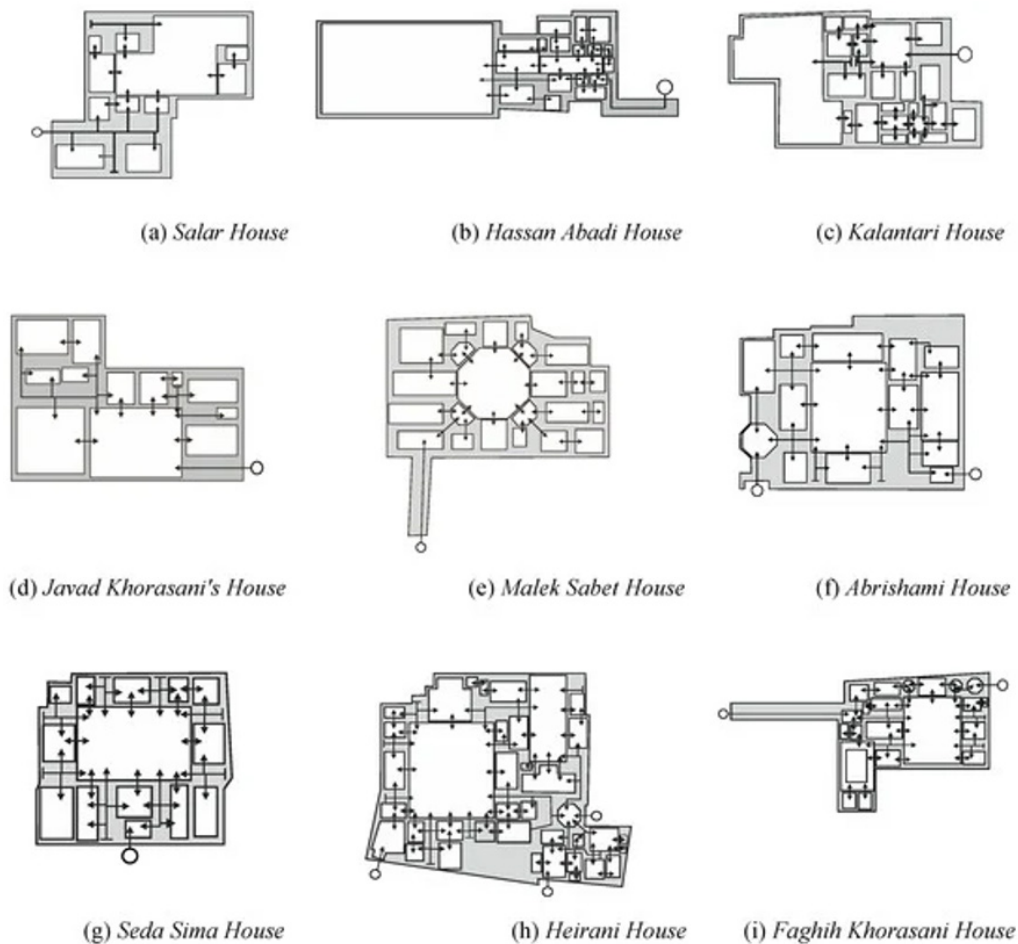 (a) Salar House
(b) Hassan Abadi House
(c) Kalantari House
(d) Javad Khorasani's House
(e) Malek Sabet House
(f) Abrishami House
(g) Seda Sima House
(h) Heirani House
(i) Faghih Khorasani House